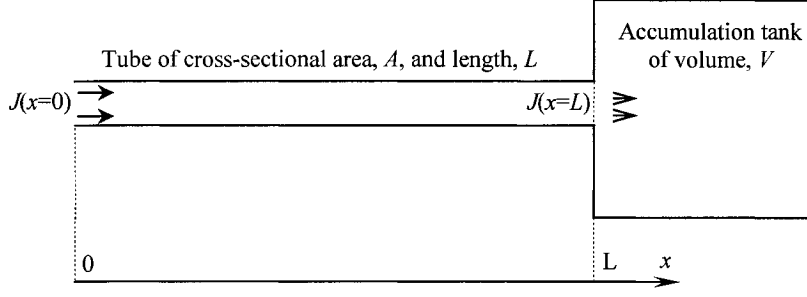 Accumulation tank
of volume, V
Tube of cross-sectional area, A, and length, L
J(x=0)
J(x=L)
0
L
x